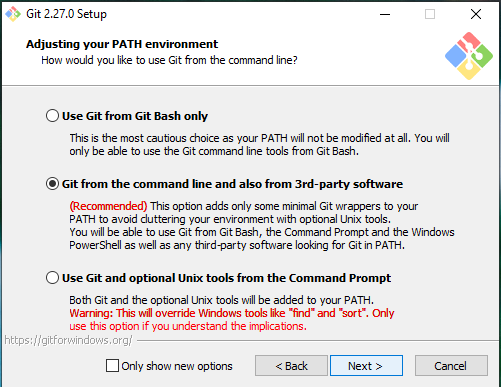 Git 2.27.0 Setup
Adjusting your PATH environment
How would you like to use Git from the command line?
Use Git from Git Bash only
This is the most cautious choice as your PATH will not be modified at all. You will
only be able to use the Git command line tools from Git Bash.
Git from the command line and also from 3rd-party software
(Recommended) This option adds only some minimal Git wrappers to your
PATH to avoid cluttering your environment with optional Unix tools.
You will be able to use Git from Git Bash, the Command Prompt and the Windows
PowerShell as well as any third-party software looking for Git in PATH.
Use Git and optional Unix tools from the Command Prompt
Both Git and the optional Unix tools will be added to your PATH.
Warning: This will override Windows tools like "find" and "sort". Only
use this option if you understand the implications.
https://gitforwindows.org/
Only show new options
< Back
Next >
Cancel